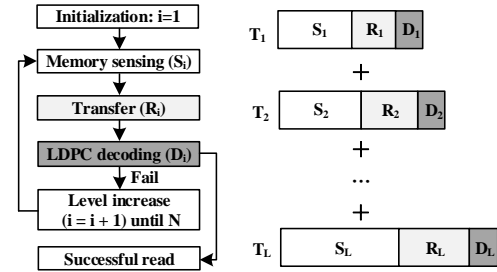 Initialization: i=1
Memory sensing (Sᵢ)
Transfer (Rᵢ)
LDPC decoding (Dᵢ)
Fail
Level increase
(i = i + 1) until N
Successful read
T₁ S₁ R₁ D₁
+
T₂ S₂ R₂ D₂
+
...
+
T_L S_L R_L D_L